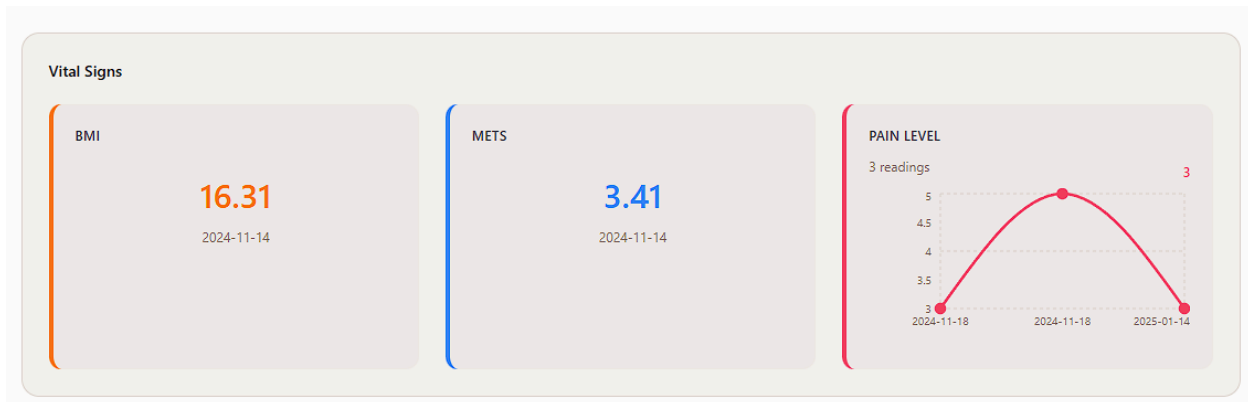 Vital Signs
BMI
16.31
2024-11-14
METS
3.41
2024-11-14
PAIN LEVEL
3 readings
3
5
4.5
4
3.5
3
2024-11-18 2024-11-18 2025-01-14